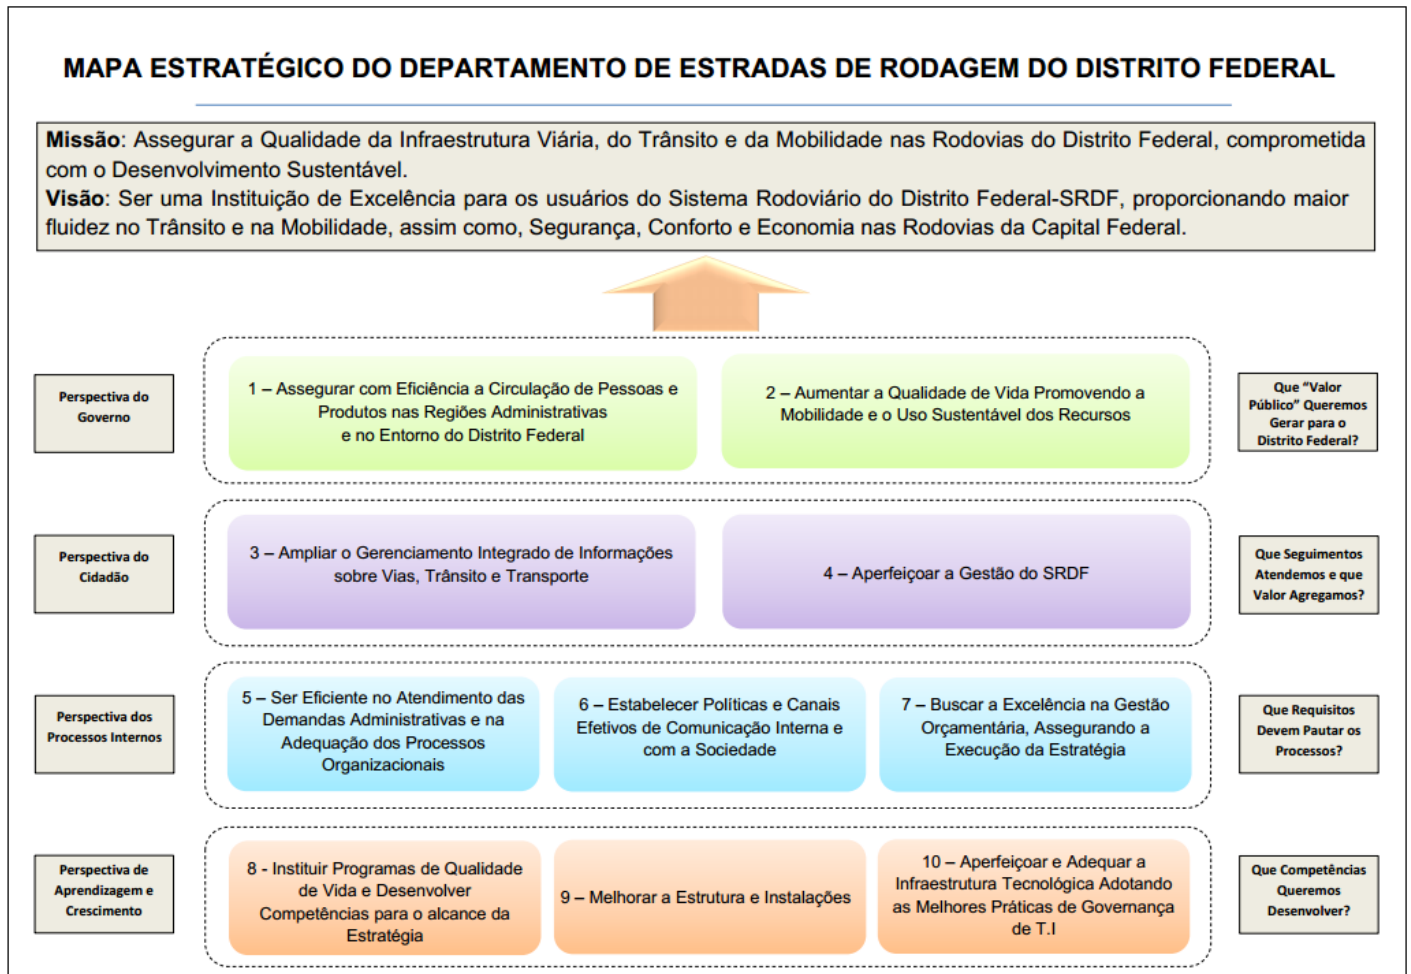 MAPA ESTRATÉGICO DO DEPARTAMENTO DE ESTRADAS DE RODAGEM DO DISTRITO FEDERAL
Missão: Assegurar a Qualidade da Infraestrutura Viária, do Trânsito e da Mobilidade nas Rodovias do Distrito Federal, comprometida
com o Desenvolvimento Sustentável.
Visão: Ser uma Instituição de Excelência para os usuários do Sistema Rodoviário do Distrito Federal-SRDF, proporcionando maior
fluidez no Trânsito e na Mobilidade, assim como, Segurança, Conforto e Economia nas Rodovias da Capital Federal.
Perspectiva do
Governo
1 – Assegurar com Eficiência a Circulação de Pessoas e
Produtos nas Regiões Administrativas
e no Entorno do Distrito Federal
2 – Aumentar a Qualidade de Vida Promovendo a
Mobilidade e o Uso Sustentável dos Recursos
Que “Valor
Público” Queremos
Gerar para o
Distrito Federal?
Perspectiva do
Cidadão
3 – Ampliar o Gerenciamento Integrado de Informações
sobre Vias, Trânsito e Transporte
4 – Aperfeiçoar a Gestão do SRDF
Que Seguimentos
Atendemos e que
Valor Agregamos?
Perspectiva dos
Processos Internos
5 – Ser Eficiente no Atendimento das
Demandas Administrativas e na
Adequação dos Processos
Organizacionais
6 – Estabelecer Políticas e Canais
Efetivos de Comunicação Interna e
com a Sociedade
7 – Buscar a Excelência na Gestão
Orçamentária, Assegurando a
Execução da Estratégia
Que Requisitos
Devem Pautar os
Processos?
Perspectiva de
Aprendizagem e
Crescimento
8 - Instituir Programas de Qualidade
de Vida e Desenvolver
Competências para o alcance da
Estratégia
9 – Melhorar a Estrutura e Instalações
10 – Aperfeiçoar e Adequar a
Infraestrutura Tecnológica Adotando
as Melhores Práticas de Governança
de T.I
Que Competências
Queremos
Desenvolver?